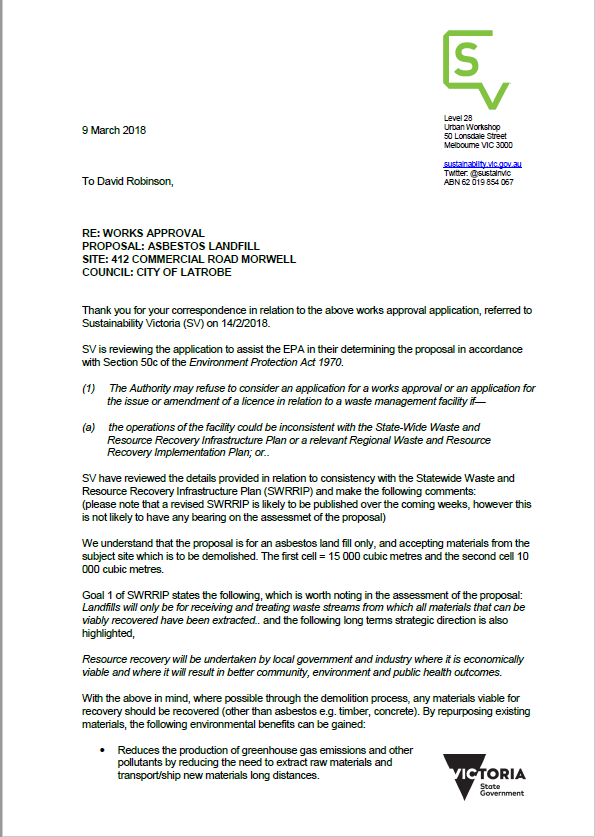 S
V
Level 28
Urban Workshop
50 Lonsdale Street
Melbourne VIC 3000
9 March 2018
sustainability.vic.gov.au
Twitter: @sustainvic
ABN 62 019 854 067
To David Robinson,
RE: WORKS APPROVAL
PROPOSAL: ASBESTOS LANDFILL
SITE: 412 COMMERCIAL ROAD MORWELL
COUNCIL: CITY OF LATROBE
Thank you for your correspondence in relation to the above works approval application, referred to
Sustainability Victoria (SV) on 14/2/2018.
SV is reviewing the application to assist the EPA in their determining the proposal in accordance
with Section 50c of the Environment Protection Act 1970.
(1) The Authority may refuse to consider an application for a works approval or an application for
the issue or amendment of a licence in relation to a waste management facility if—
(a) the operations of the facility could be inconsistent with the State-Wide Waste and
Resource Recovery Infrastructure Plan or a relevant Regional Waste and Resource
Recovery Implementation Plan; or..
SV have reviewed the details provided in relation to consistency with the Statewide Waste and
Resource Recovery Infrastructure Plan (SWRRIP) and make the following comments:
(please note that a revised SWRRIP is likely to be published over the coming weeks, however this
is not likely to have any bearing on the assessmet of the proposal)
We understand that the proposal is for an asbestos land fill only, and accepting materials from the
subject site which is to be demolished. The first cell = 15 000 cubic metres and the second cell 10
000 cubic metres.
Goal 1 of SWRRIP states the following, which is worth noting in the assessment of the proposal:
Landfills will only be for receiving and treating waste streams from which all materials that can be
viably recovered have been extracted.. and the following long terms strategic direction is also
highlighted,
Resource recovery will be undertaken by local government and industry where it is economically
viable and where it will result in better community, environment and public health outcomes.
With the above in mind, where possible through the demolition process, any materials viable for
recovery should be recovered (other than asbestos e.g. timber, concrete). By repurposing existing
materials, the following environmental benefits can be gained:
• Reduces the production of greenhouse gas emissions and other
pollutants by reducing the need to extract raw materials and
transport/ship new materials long distances.
VICTORIA
State
Government